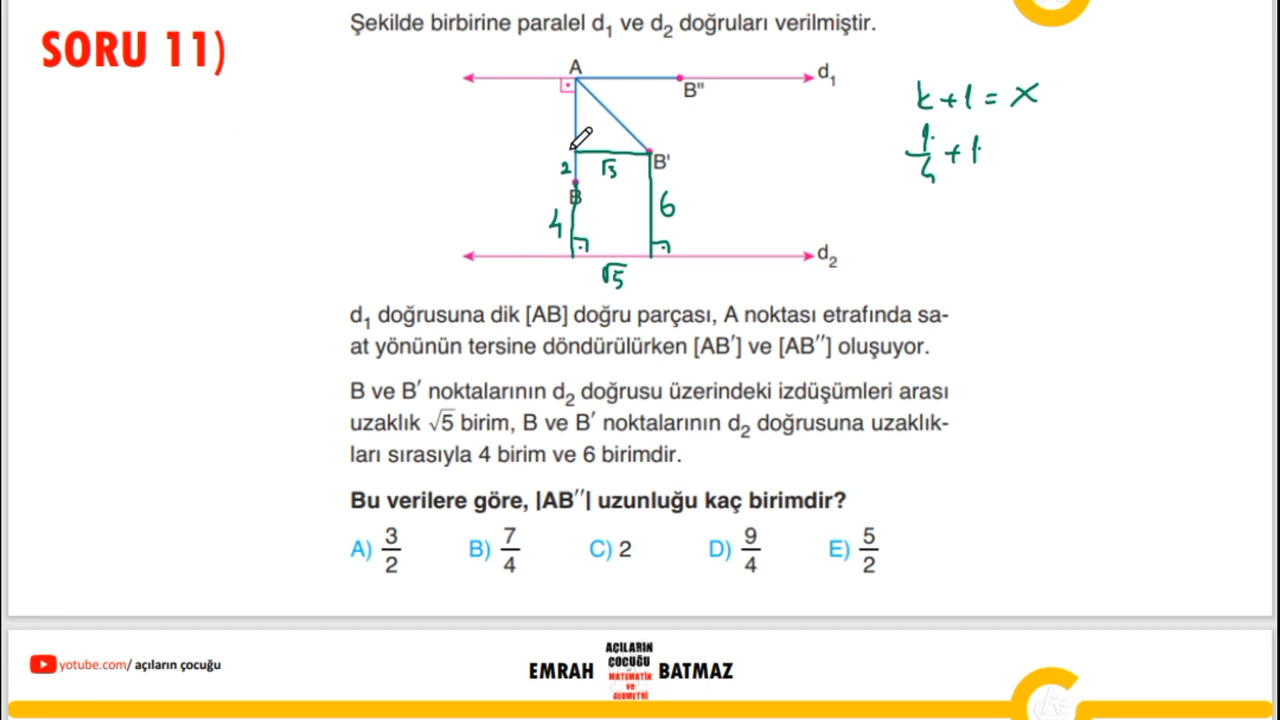 SORU 11)
Şekilde birbirine paralel d₁ ve d₂ doğruları verilmiştir.
A
d₁
B''
k+1 = x
2
√5
B'
B
4
6
√5
d₂
d₁ doğrusuna dik [AB] doğru parçası, A noktası etrafında sa-
at yönünün tersine döndürülürken [AB′] ve [AB′′] oluşuyor.
B ve B′ noktalarının d₂ doğrusu üzerindeki izdüşümleri arası
uzaklık √5 birim, B ve B′ noktalarının d₂ doğrusuna uzaklık-
ları sırasıyla 4 birim ve 6 birimdir.
Bu verilere göre, |AB′′| uzunluğu kaç birimdir?
A) 3/2 B) 7/4 C) 2 D) 9/4 E) 5/2
yotube.com/ açıların çocuğu
EMRAH
AÇILARIN
ÇOCUĞU
MATEMATİK
ve
GEOMETRİ
BATMAZ